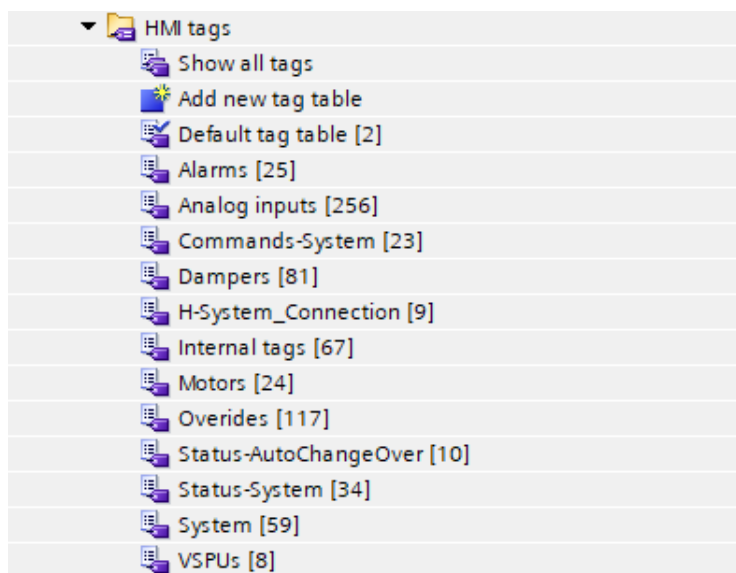 HMI tags
Show all tags
Add new tag table
Default tag table [2]
Alarms [25]
Analog inputs [256]
Commands-System [23]
Dampers [81]
H-System_Connection [9]
Internal tags [67]
Motors [24]
Overides [117]
Status-AutoChangeOver [10]
Status-System [34]
System [59]
VSPUs [8]